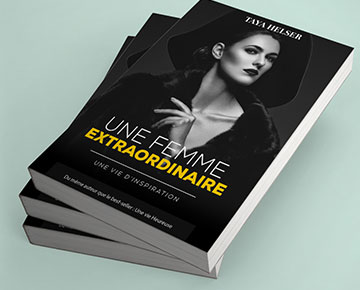 TAYA HELSER
UNE FEMME
EXTRAORDINAIRE
UNE VIE D'INSPIRATION
Du même auteur que le best-seller : Une vie Heureuse